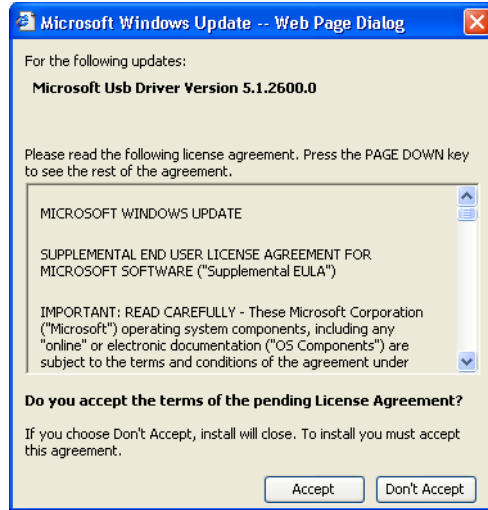 Microsoft Windows Update -- Web Page Dialog
For the following updates:
Microsoft Usb Driver Version 5.1.2600.0
Please read the following license agreement. Press the PAGE DOWN key
to see the rest of the agreement.
MICROSOFT WINDOWS UPDATE
SUPPLEMENTAL END USER LICENSE AGREEMENT FOR
MICROSOFT SOFTWARE ("Supplemental EULA")
IMPORTANT: READ CAREFULLY - These Microsoft Corporation
("Microsoft") operating system components, including any
"online" or electronic documentation ("OS Components") are
subject to the terms and conditions of the agreement under
Do you accept the terms of the pending License Agreement?
If you choose Don't Accept, install will close. To install you must accept
this agreement.
Accept Don't Accept